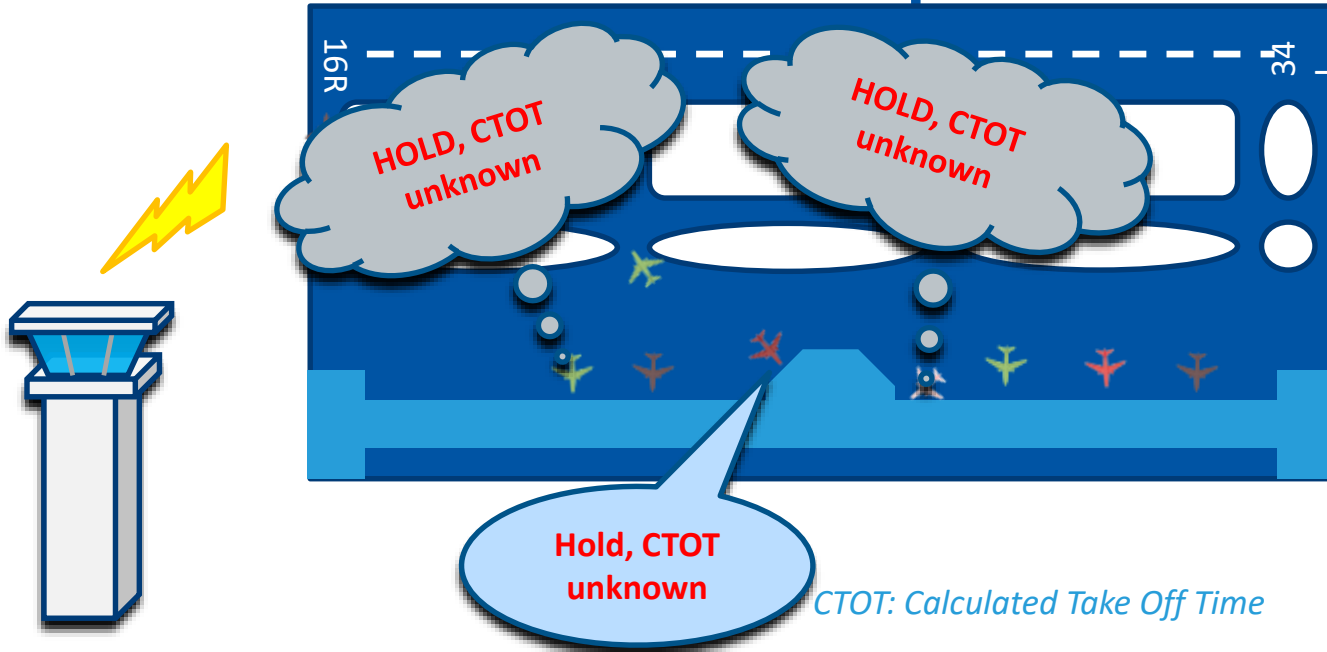 16R
34
HOLD, CTOT
unknown
HOLD, CTOT
unknown
Hold, CTOT
unknown
CTOT: Calculated Take Off Time